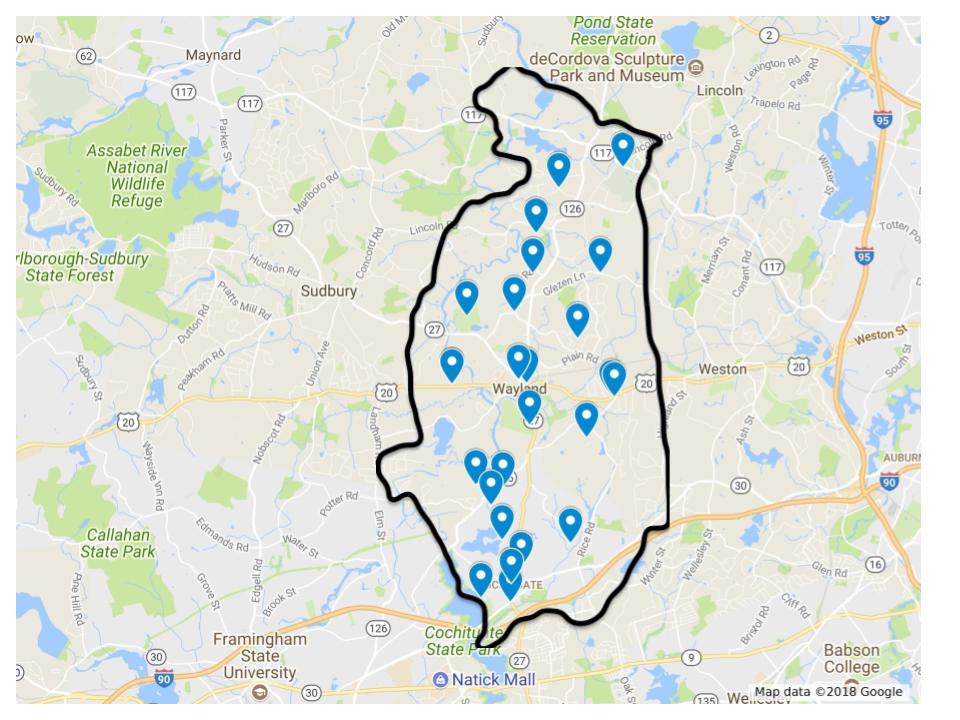 Pond State
Reservation
95
ow
62
Maynard
Old M
Sudbury
2
deCordova Sculpture
Park and Museum
Lexington Rd
Page Rd
Lincoln
117
117
117
Trapelo Rd
95
Parker St
Assabet River
National
Wildlife
Refuge
117
Lincoln Rd
Weston Rd
Winter St
Sudbury Rd
Marlboro Rd
126
27
Lincoln Rd
Totten Po
Concord Rd
rlborough-Sudbury
State Forest
Hudson Rd
Merriam St
Conant Rd
117
95
Pratts Mill Rd
Sudbury
Glezen Ln
Dutton Rd
27
Weston St
Peakham Rd
Union Ave
Plain Rd
South St
Sudbury St
Weston
20
20
20
Wayland
Landham
20
27
Ash St
Nobscot Rd
Wayside Inn Rd
AUBURN
30
90
Potter Rd
Elm St
Callahan
State Park
Edmands Rd
Water St
Rice Rd
Wellesley St
Winter St
16
Glen Rd
Pine Hill Rd
Grove St
Edgell Rd
Brook St
Cliff Rd
Bristol Rd
126
Framingham
State
University
Cochituate
State Park
30
90
30
27
9
Babson
College
Natick Mall
Oak St
135
Wellesley
Map data ©2018 Google